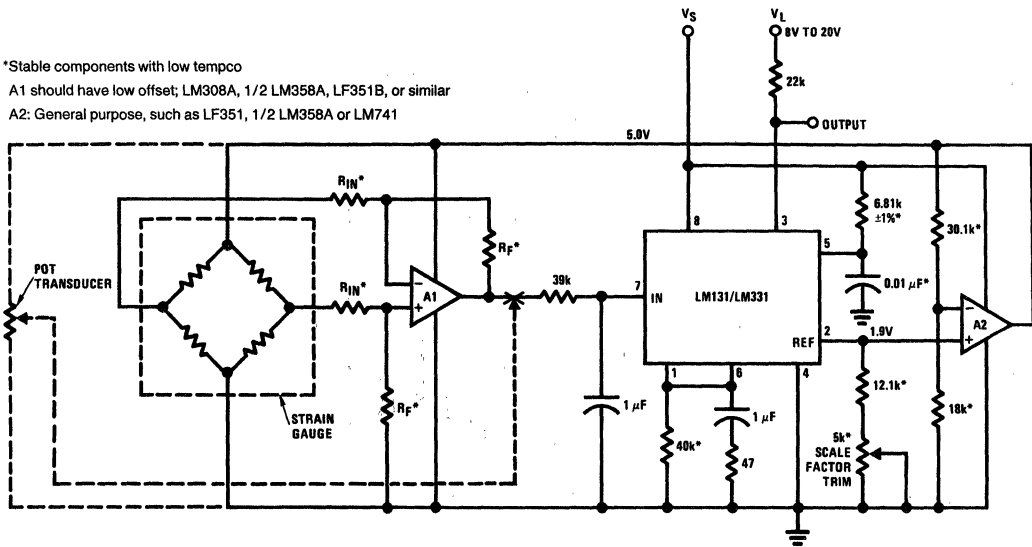 *Stable components with low tempco
A1 should have low offset; LM308A, 1/2 LM358A, LF351B, or similar
A2: General purpose, such as LF351, 1/2 LM358A or LM741
VS
VL
8V TO 20V
22k
OUTPUT
5.0V
RIN*
RF*
6.81k
±1%*
30.1k*
8
3
5
POT
TRANSDUCER
RIN*
A1
−
+
39k
7
IN
LM131/LM331
0.01 μF*
REF
2
1.9V
−
+
A2
1
6
4
12.1k*
STRAIN
GAUGE
RF*
1 μF
1 μF
40k*
47
5k*
SCALE
FACTOR
TRIM
18k*